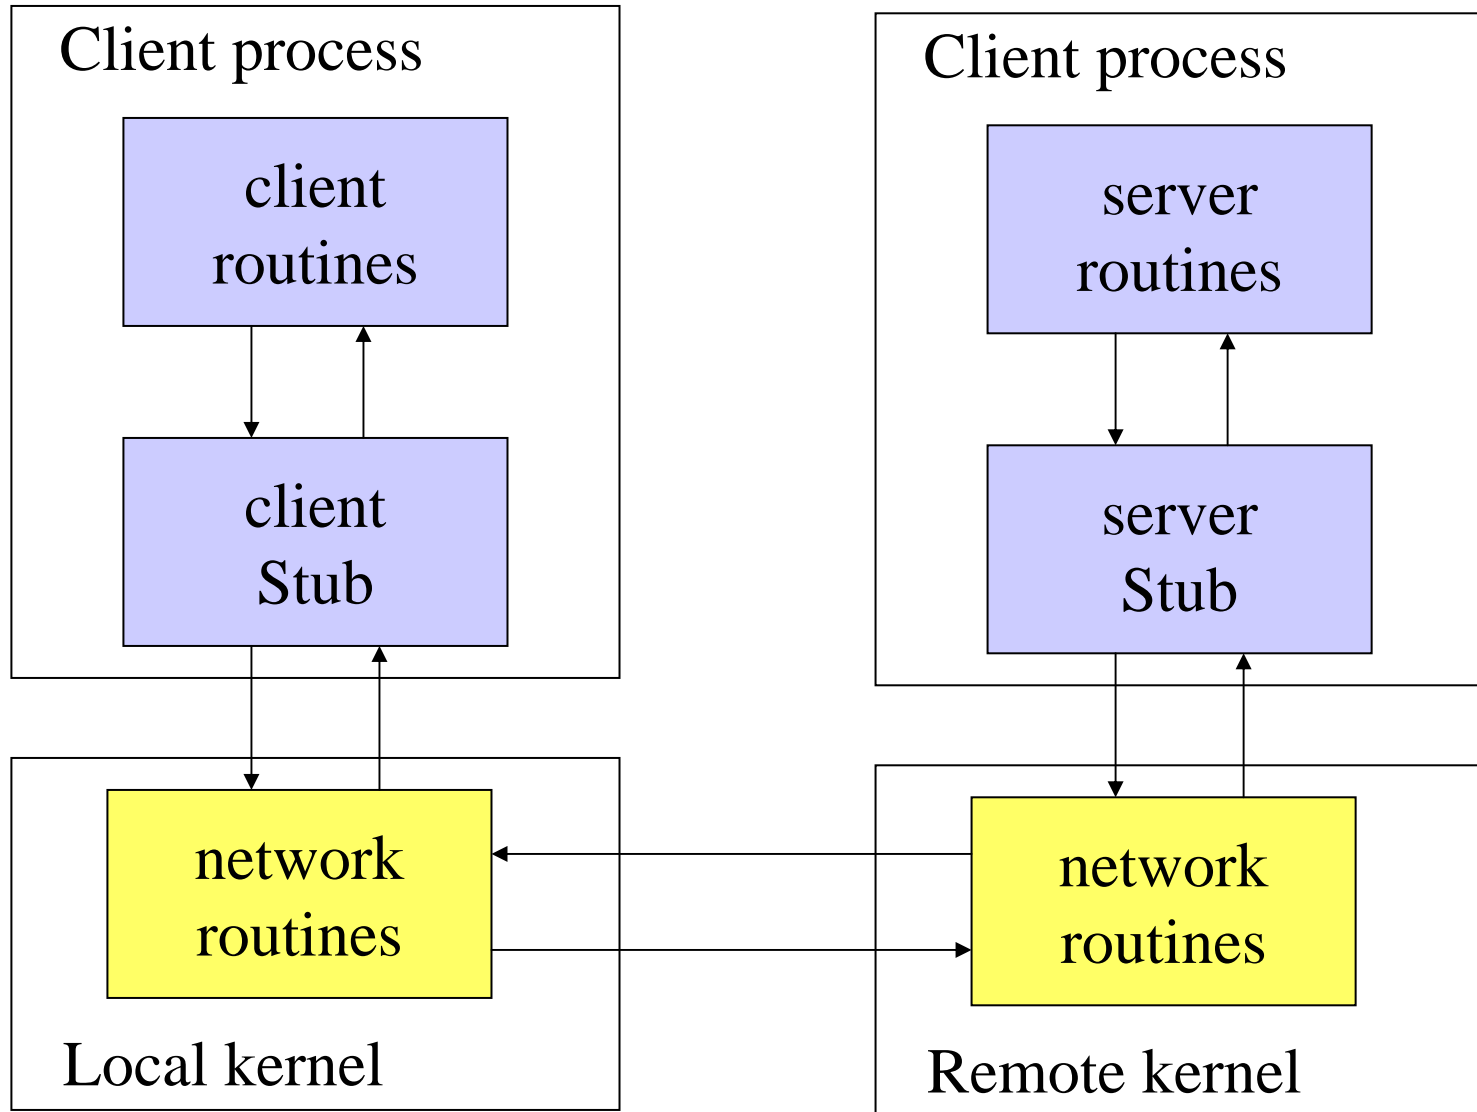 Client process
client
routines
client
Stub
network
routines
Local kernel
Client process
server
routines
server
Stub
network
routines
Remote kernel